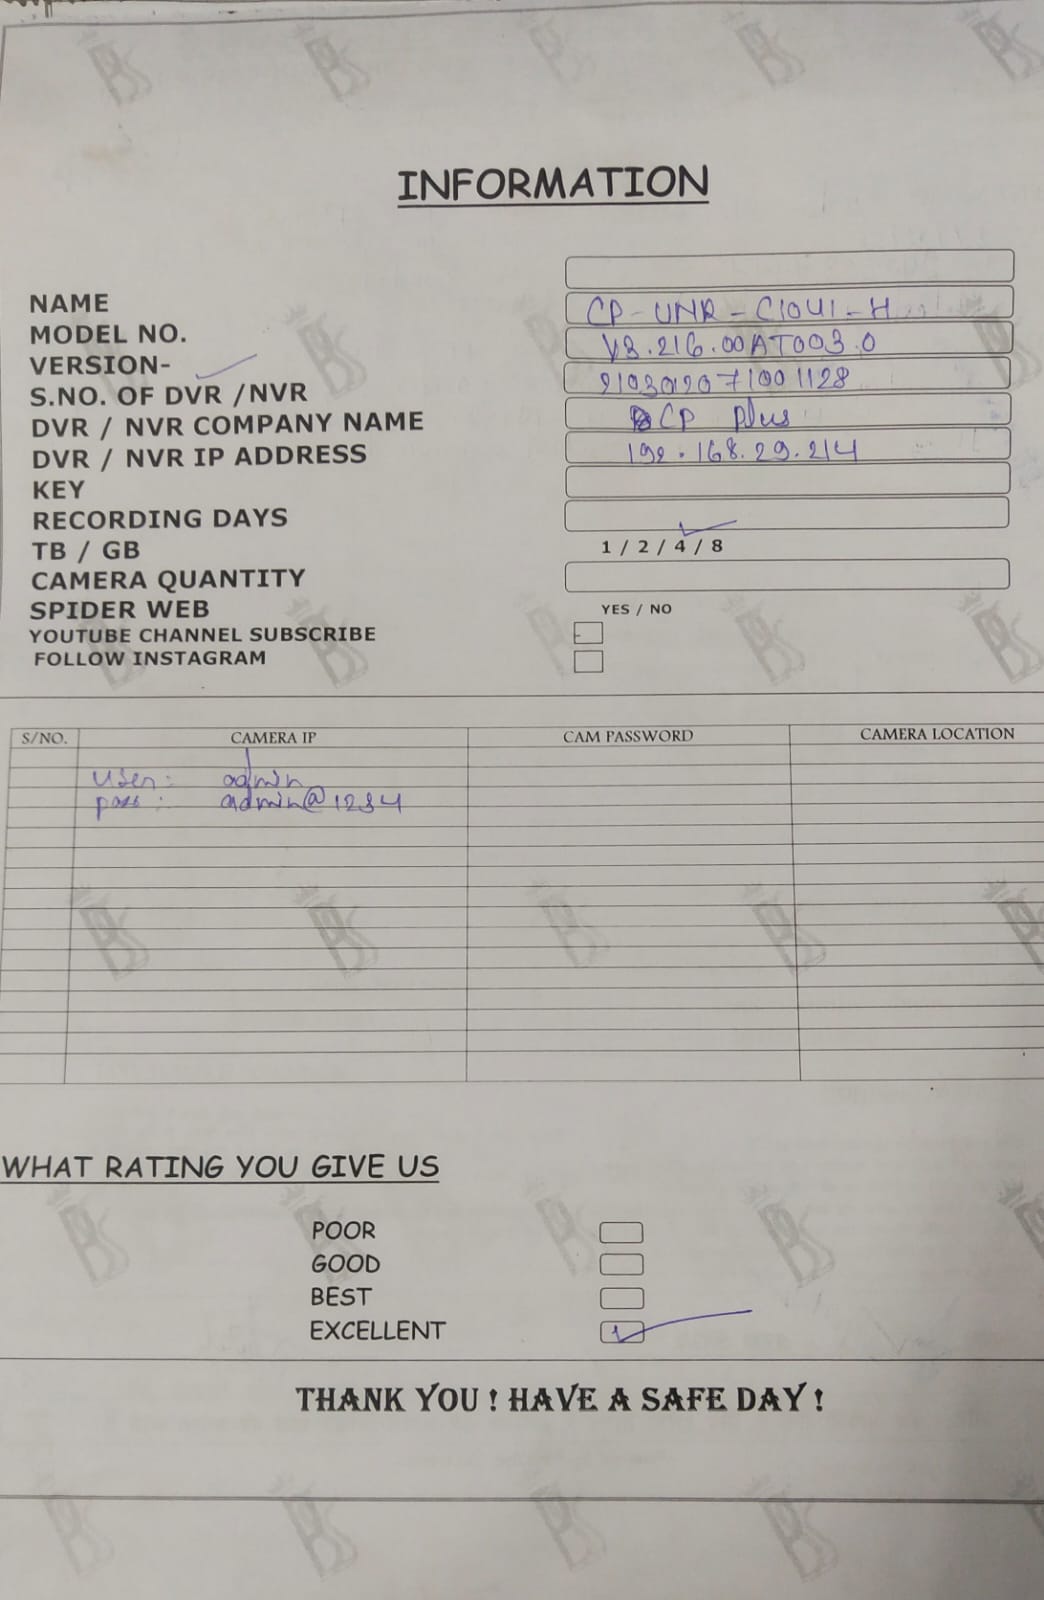 INFORMATION
NAME
MODEL NO. CP-UNR-C1041-H
VERSION- V3.216.00AT003.0
S.NO. OF DVR /NVR 2103012071001128
DVR / NVR COMPANY NAME CP Plus
DVR / NVR IP ADDRESS 192.168.29.214
KEY
RECORDING DAYS
TB / GB 1 / 2 / 4 / 8
CAMERA QUANTITY
SPIDER WEB YES / NO
YOUTUBE CHANNEL SUBSCRIBE
FOLLOW INSTAGRAM
S/NO. CAMERA IP CAM PASSWORD CAMERA LOCATION
user: admin
pass: admin@1234
WHAT RATING YOU GIVE US
POOR
GOOD
BEST
EXCELLENT
THANK YOU ! HAVE A SAFE DAY !